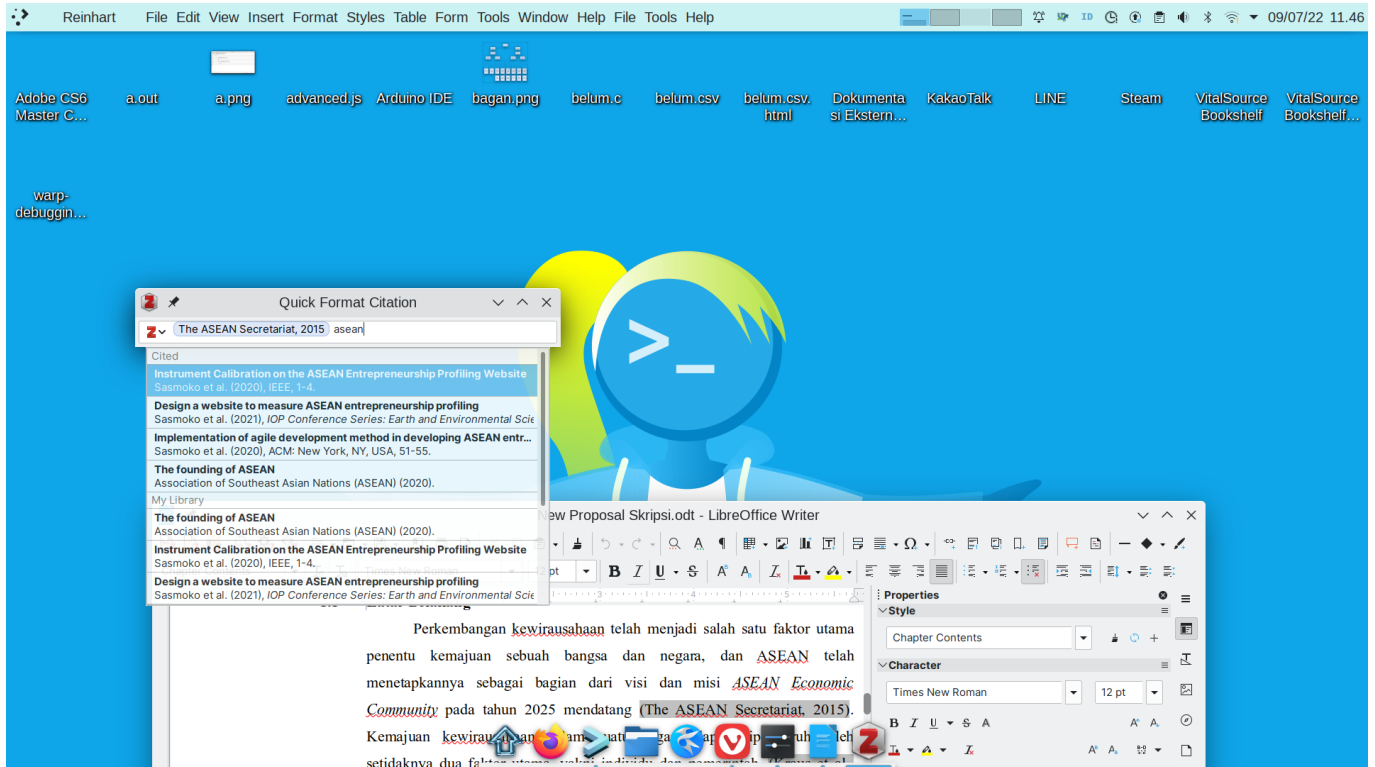 Reinhart File Edit View Insert Format Styles Table Form Tools Window Help File Tools Help ID 09/07/22 11.46
Adobe CS6 Master C...
a.out
a.png
advanced.js
Arduino IDE
bagan.png
belum.c
belum.csv
belum.csv.html
Dokumentasi Ekstern...
KakaoTalk
LINE
Steam
VitalSource Bookshelf
VitalSource Bookshelf...
warp-debuggin...
>_
Quick Format Citation
Z The ASEAN Secretariat, 2015 asean
Cited
Instrument Calibration on the ASEAN Entrepreneurship Profiling Website
Sasmoko et al. (2020), IEEE, 1-4.
Design a website to measure ASEAN entrepreneurship profiling
Sasmoko et al. (2021), IOP Conference Series: Earth and Environmental Scie
Implementation of agile development method in developing ASEAN entr...
Sasmoko et al. (2020), ACM: New York, NY, USA, 51-55.
The founding of ASEAN
Association of Southeast Asian Nations (ASEAN) (2020).
My Library
The founding of ASEAN
Association of Southeast Asian Nations (ASEAN) (2020).
Instrument Calibration on the ASEAN Entrepreneurship Profiling Website
Sasmoko et al. (2020), IEEE, 1-4.
Design a website to measure ASEAN entrepreneurship profiling
Sasmoko et al. (2021), IOP Conference Series: Earth and Environmental Scie
New Proposal Skripsi.odt - LibreOffice Writer
pt B I U S
Properties
Style
Chapter Contents
Character
Times New Roman 12 pt
B I U S A
Perkembangan kewirausahaan telah menjadi salah satu faktor utama
penentu kemajuan sebuah bangsa dan negara, dan ASEAN telah
menetapkannya sebagai bagian dari visi dan misi ASEAN Economic
Community pada tahun 2025 mendatang (The ASEAN Secretariat, 2015).
Kemajuan
setidaknya dua faktor utama, yakni individu dan pemerintah